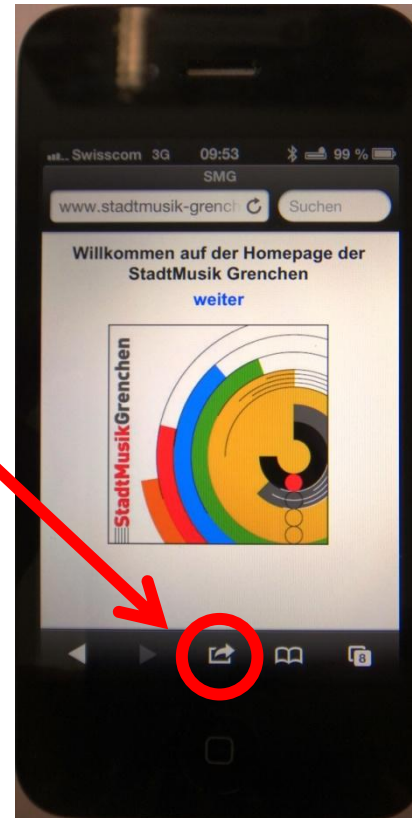 Swisscom 3G 09:53 99 %
SMG
www.stadtmusik-grench Suchen
Willkommen auf der Homepage der
StadtMusik Grenchen
weiter
StadtMusikGrenchen
8